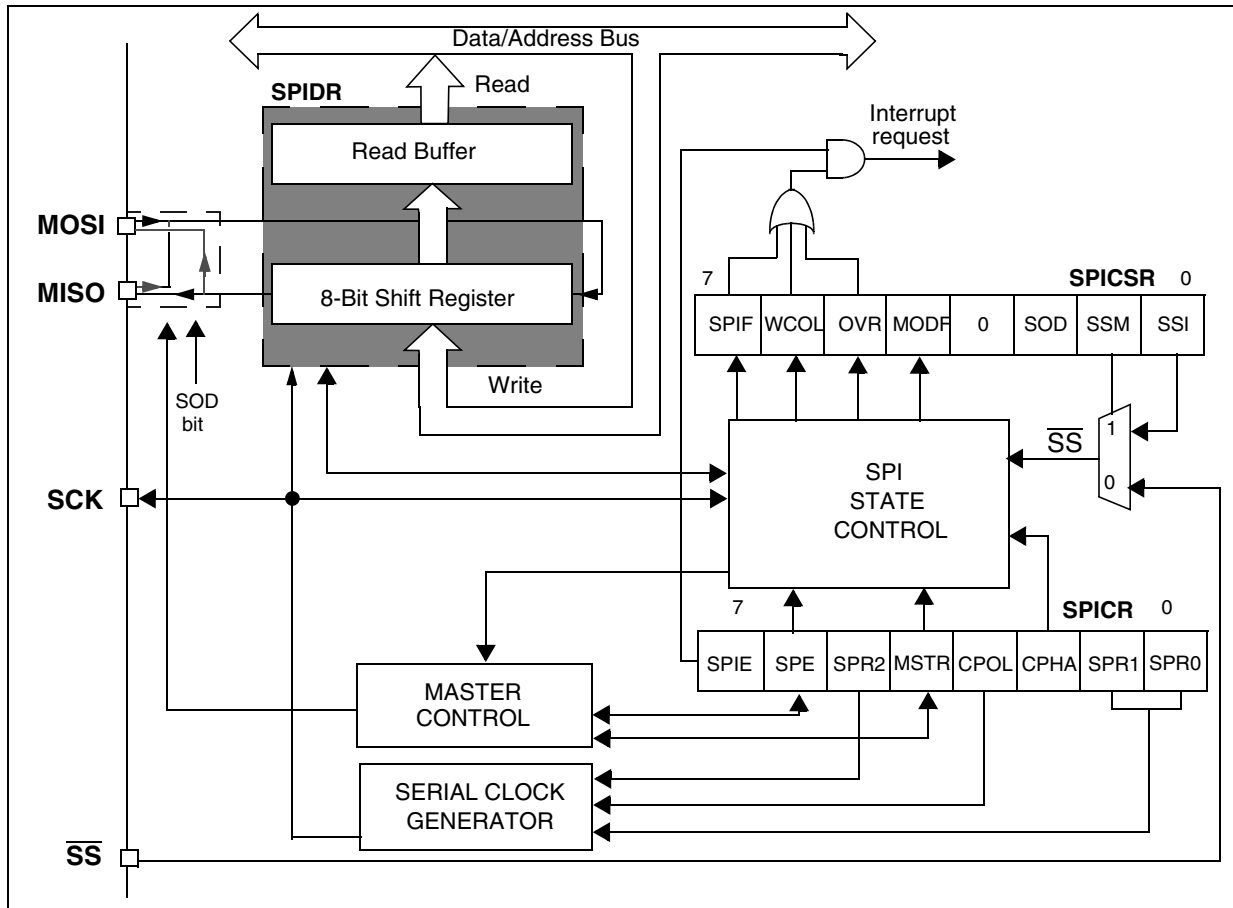 Data/Address Bus
SPIDR
Read
Read Buffer
Interrupt
request
MOSI
MISO
8-Bit Shift Register
Write
SOD
bit
7
SPICSR
0
SPIF WCOL OVR MODF 0 SOD SSM SSI
1
SS
0
SCK
SPI
STATE
CONTROL
7
SPICR
0
SPIE SPE SPR2 MSTR CPOL CPHA SPR1 SPR0
MASTER
CONTROL
SERIAL CLOCK
GENERATOR
SS